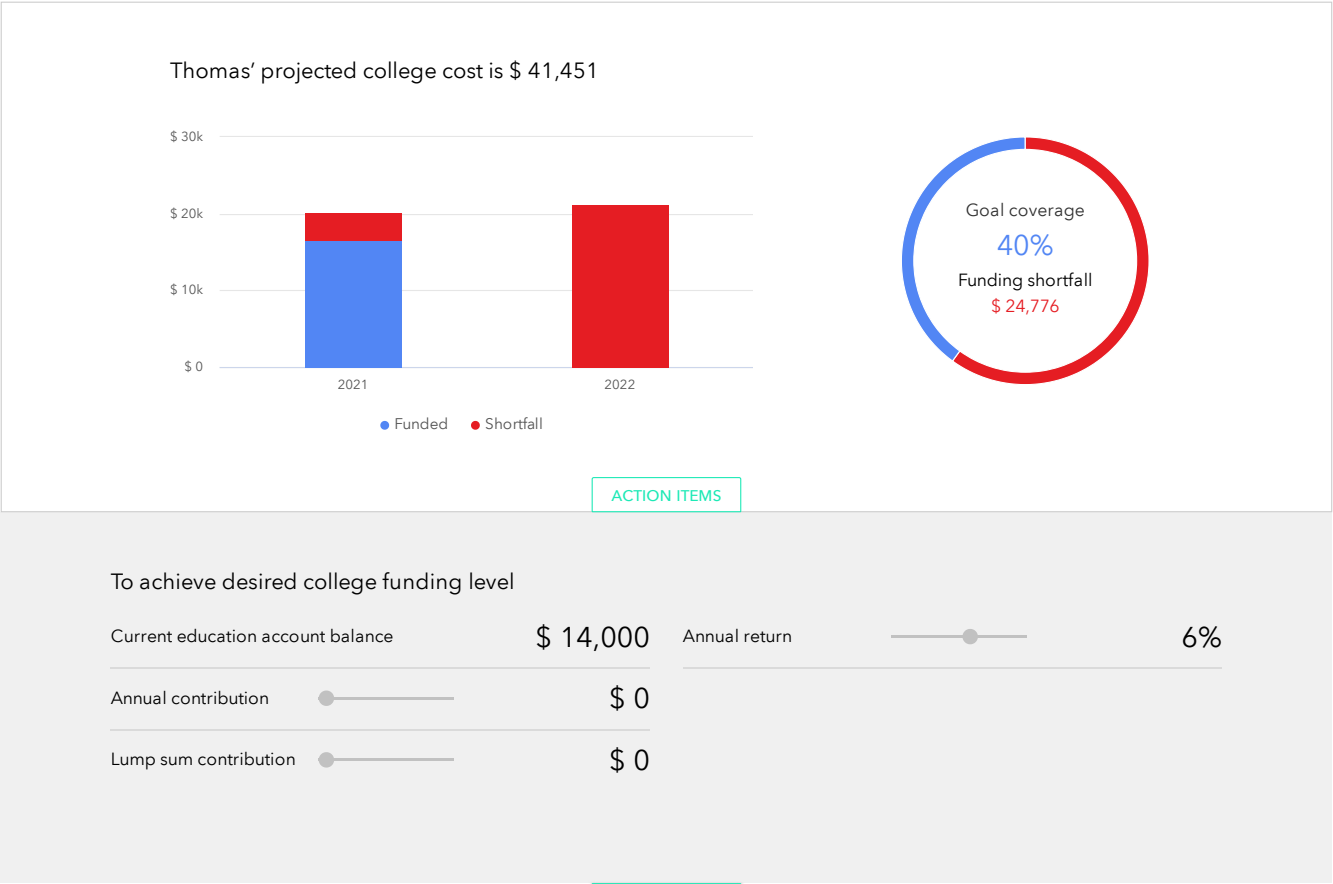 Thomas’ projected college cost is $ 41,451
$ 30k
$ 20k
$ 10k
$ 0
2021
2022
Funded
Shortfall
Goal coverage
40%
Funding shortfall
$ 24,776
ACTION ITEMS
To achieve desired college funding level
Current education account balance
$ 14,000
Annual return
6%
Annual contribution
$ 0
Lump sum contribution
$ 0